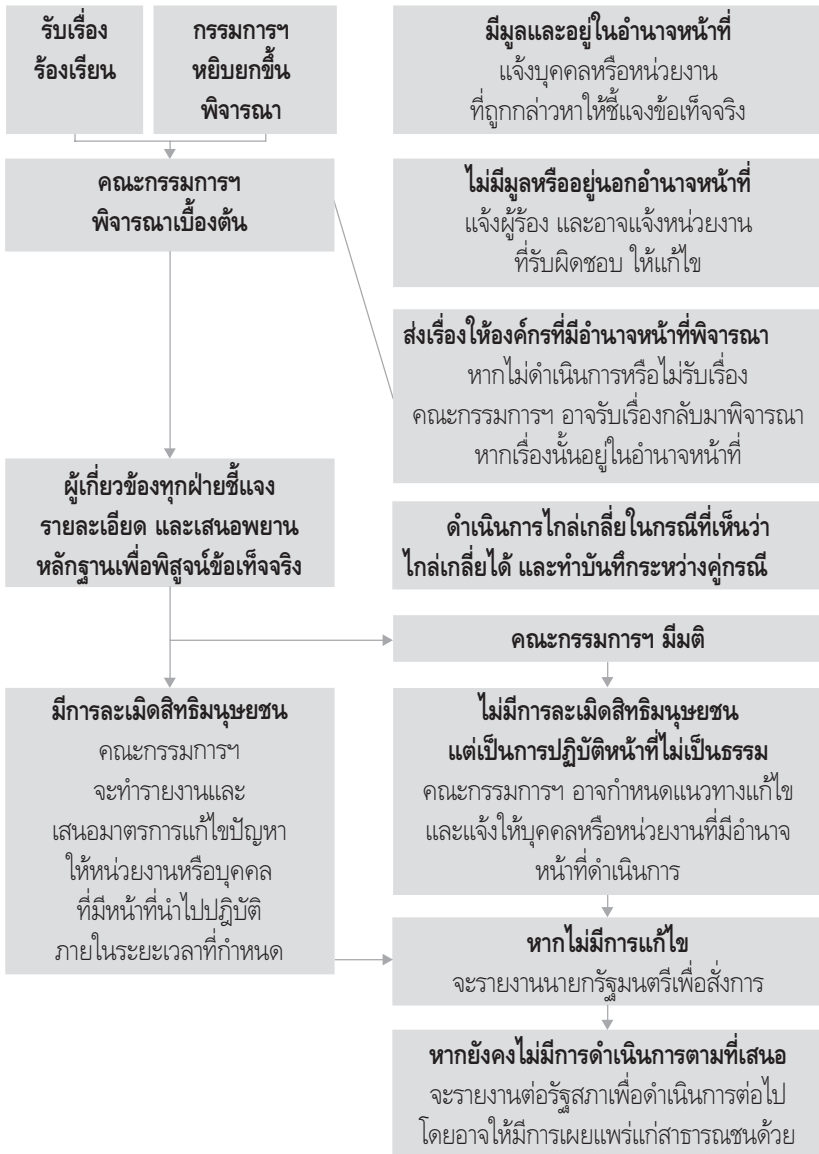 รับเรื่อง
ร้องเรียน
กรรมการฯ
หยิบยกขึ้น
พิจารณา
คณะกรรมการฯ
พิจารณาเบื้องต้น
มีมูลและอยู่ในอำนาจหน้าที่
แจ้งบุคคลหรือหน่วยงาน
ที่ถูกกล่าวหาให้ชี้แจงข้อเท็จจริง
ไม่มีมูลหรืออยู่นอกอำนาจหน้าที่
แจ้งผู้ร้อง และอาจแจ้งหน่วยงาน
ที่รับผิดชอบ ให้แก้ไข
ส่งเรื่องให้องค์กรที่มีอำนาจหน้าที่พิจารณา
หากไม่ดำเนินการหรือไม่รับเรื่อง
คณะกรรมการฯ อาจรับเรื่องกลับมาพิจารณา
หากเรื่องนั้นอยู่ในอำนาจหน้าที่
ผู้เกี่ยวข้องทุกฝ่ายชี้แจง
รายละเอียด และเสนอพยาน
หลักฐานเพื่อพิสูจน์ข้อเท็จจริง
ดำเนินการไกล่เกลี่ยในกรณีที่เห็นว่า
ไกล่เกลี่ยได้ และทำบันทึกระหว่างคู่กรณี
คณะกรรมการฯ มีมติ
มีการละเมิดสิทธิมนุษยชน
คณะกรรมการฯ
จะทำรายงานและ
เสนอมาตรการแก้ไขปัญหา
ให้หน่วยงานหรือบุคคล
ที่มีหน้าที่นำไปปฏิบัติ
ภายในระยะเวลาที่กำหนด
ไม่มีการละเมิดสิทธิมนุษยชน
แต่เป็นการปฏิบัติหน้าที่ไม่เป็นธรรม
คณะกรรมการฯ อาจกำหนดแนวทางแก้ไข
และแจ้งให้บุคคลหรือหน่วยงานที่มีอำนาจ
หน้าที่ดำเนินการ
หากไม่มีการแก้ไข
จะรายงานนายกรัฐมนตรีเพื่อสั่งการ
หากยังคงไม่มีการดำเนินการตามที่เสนอ
จะรายงานต่อรัฐสภาเพื่อดำเนินการต่อไป
โดยอาจให้มีการเผยแพร่แก่สาธารณชนด้วย